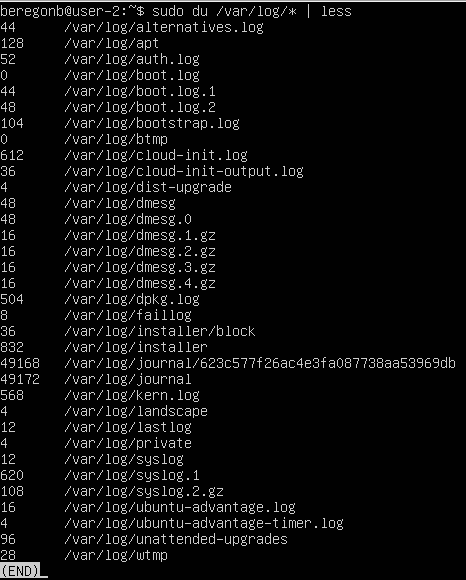 beregonb@user-2:~$ sudo du /var/log/* | less
44 /var/log/alternatives.log
128 /var/log/apt
52 /var/log/auth.log
0 /var/log/boot.log
44 /var/log/boot.log.1
48 /var/log/boot.log.2
104 /var/log/bootstrap.log
0 /var/log/btmp
612 /var/log/cloud-init.log
36 /var/log/cloud-init-output.log
4 /var/log/dist-upgrade
48 /var/log/dmesg
48 /var/log/dmesg.0
16 /var/log/dmesg.1.gz
16 /var/log/dmesg.2.gz
16 /var/log/dmesg.3.gz
16 /var/log/dmesg.4.gz
504 /var/log/dpkg.log
8 /var/log/faillog
36 /var/log/installer/block
832 /var/log/installer
49168 /var/log/journal/623c577f26ac4e3fa087738aa53969db
49172 /var/log/journal
568 /var/log/kern.log
4 /var/log/landscape
12 /var/log/lastlog
4 /var/log/private
12 /var/log/syslog
620 /var/log/syslog.1
108 /var/log/syslog.2.gz
16 /var/log/ubuntu-advantage.log
4 /var/log/ubuntu-advantage-timer.log
96 /var/log/unattended-upgrades
28 /var/log/wtmp
(END)